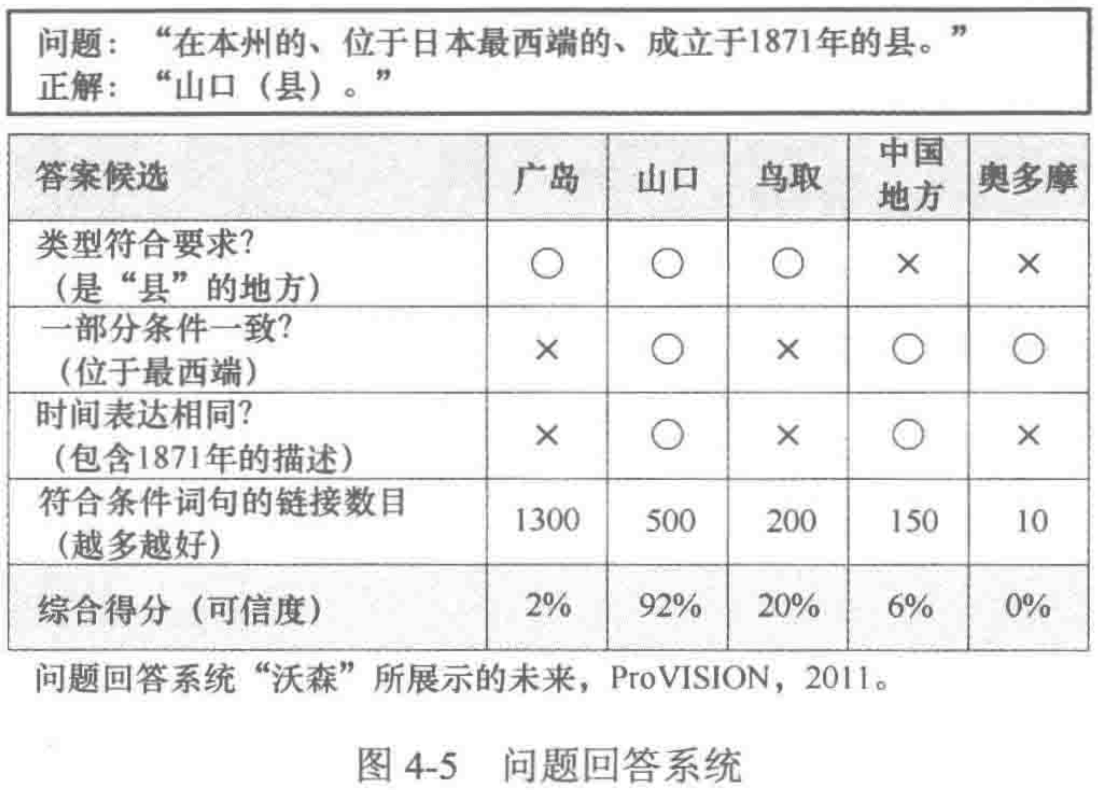 问题：“在本州的、位于日本最西端的、成立于1871年的县。”
正解：“山口（县）。”
答案候选 广岛 山口 鸟取 中国地方 奥多摩
类型符合要求？
（是“县”的地方） ○ ○ ○ × ×
一部分条件一致？
（位于最西端） × ○ × ○ ○
时间表达相同？
（包含1871年的描述） × ○ × ○ ×
符合条件词句的链接数目
（越多越好） 1300 500 200 150 10
综合得分（可信度） 2% 92% 20% 6% 0%
问题回答系统“沃森”所展示的未来，ProVISION，2011。
图 4-5 问题回答系统